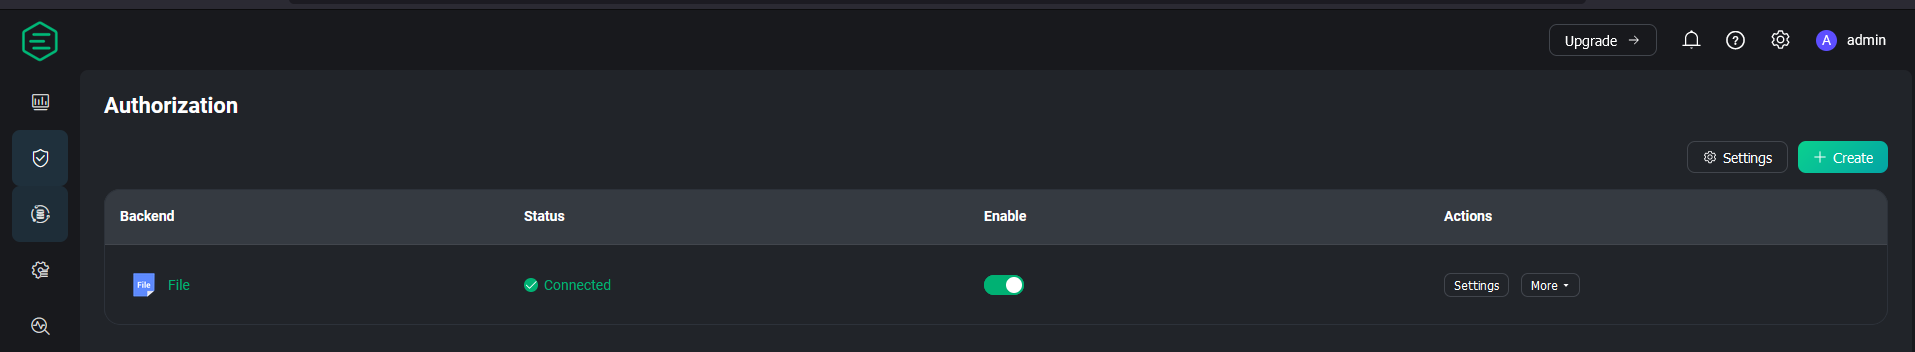 Upgrade →
A admin
Authorization
Settings
+ Create
Backend Status Enable Actions
File File Connected Settings More